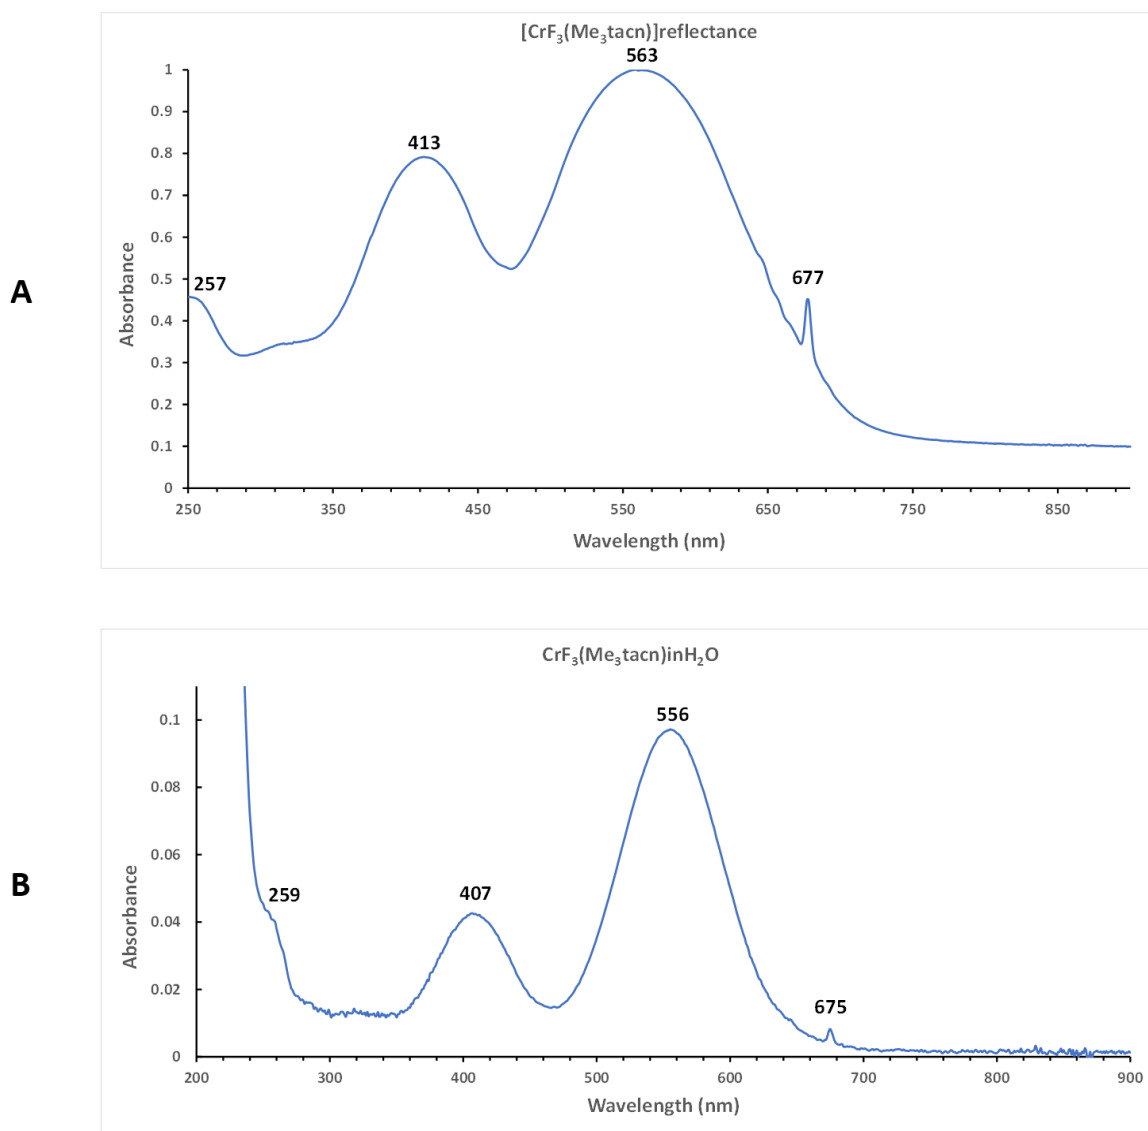 [CrF3(Me3tacn)]reflectance
563
1
0.9
413
0.8
0.7
0.6
0.5
257
677
A
Absorbance
0.4
0.3
0.2
0.1
0
250 350 450 550 650 750 850
Wavelength (nm)
CrF3(Me3tacn)inH2O
556
0.1
0.08
0.06
B
Absorbance
259
407
0.04
0.02
675
0
200 300 400 500 600 700 800 900
Wavelength (nm)